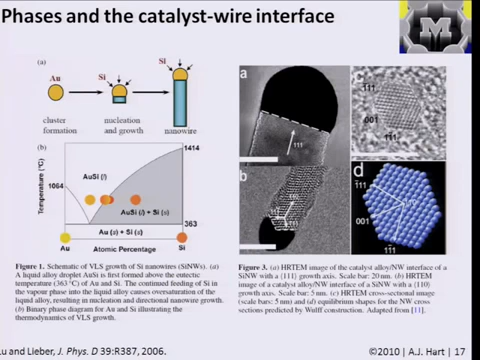 Phases and the catalyst-wire interface
M
(a)
Au
Si
Si
cluster
formation
nucleation
and growth
nanowire
(b)
Temperature (°C)
1414
1064
363
AuSi (l)
AuSi (l) + Si (s)
Au (s) + Si (s)
Au
Atomic Percentage
Si
Figure 1. Schematic of VLS growth of Si nanowires (SiNWs). (a)
A liquid alloy droplet AuSi is first formed above the eutectic
temperature (363 °C) of Au and Si. The continued feeding of Si in
the vapour phase into the liquid alloy causes oversaturation of the
liquid alloy, resulting in nucleation and directional nanowire growth.
(b) Binary phase diagram for Au and Si illustrating the
thermodynamics of VLS growth.
a
111
b
c
111
001
d
111
001
Figure 3. (a) HRTEM image of the catalyst alloy/NW interface of a
SiNW with a ⟨111⟩ growth axis. Scale bar: 20 nm. (b) HRTEM
image of a catalyst alloy/NW interface of a SiNW with a ⟨110⟩
growth axis. Scale bar: 5 nm. (c) HRTEM cross-sectional image
(scale bars: 5 nm) and (d) equilibrium shapes for the NW cross
sections predicted by Wulff construction. Adapted from [11].
u and Lieber, J. Phys. D 39:R387, 2006.
©2010 | A.J. Hart | 17